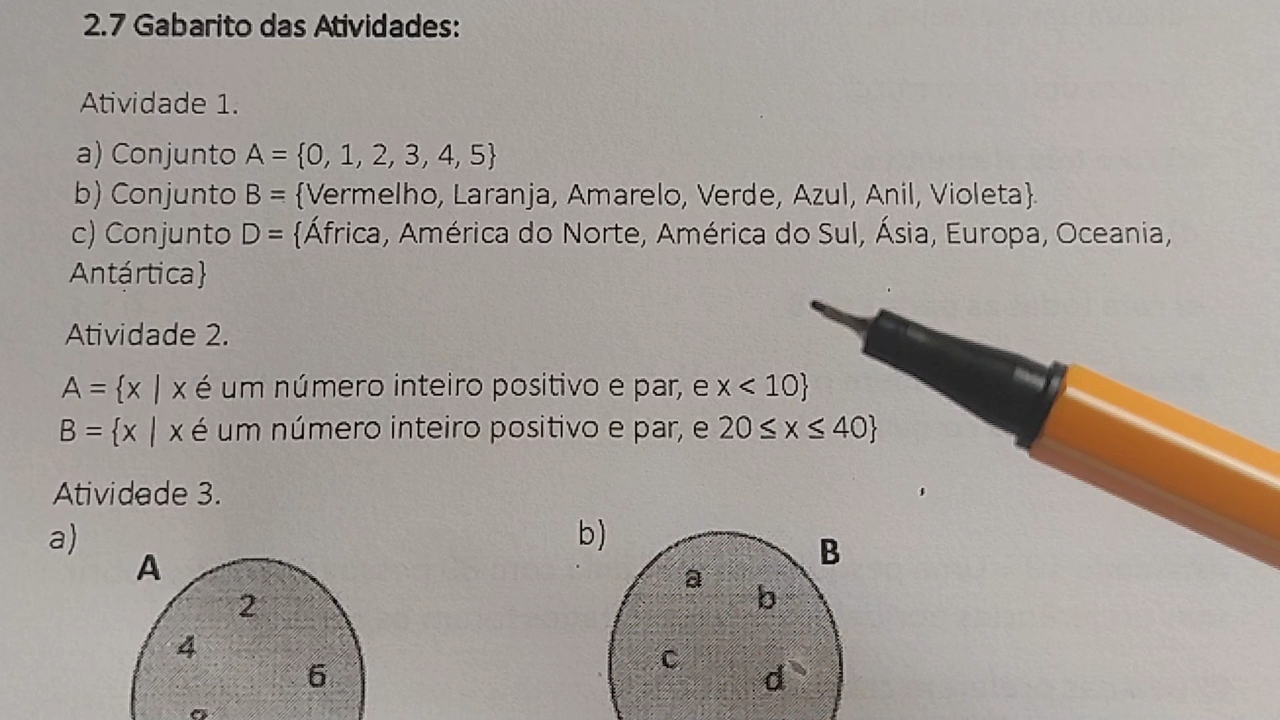 2.7 Gabarito das Atividades:
Atividade 1.
a) Conjunto A = {0, 1, 2, 3, 4, 5}
b) Conjunto B = {Vermelho, Laranja, Amarelo, Verde, Azul, Anil, Violeta}.
c) Conjunto D = {África, América do Norte, América do Sul, Ásia, Europa, Oceania,
Antártica}
Atividade 2.
A = {x | x é um número inteiro positivo e par, e x < 10}
B = {x | x é um número inteiro positivo e par, e 20 ≤ x ≤ 40}
Atividade 3.
a)
A
2
4
6
b)
B
a
b
c
d